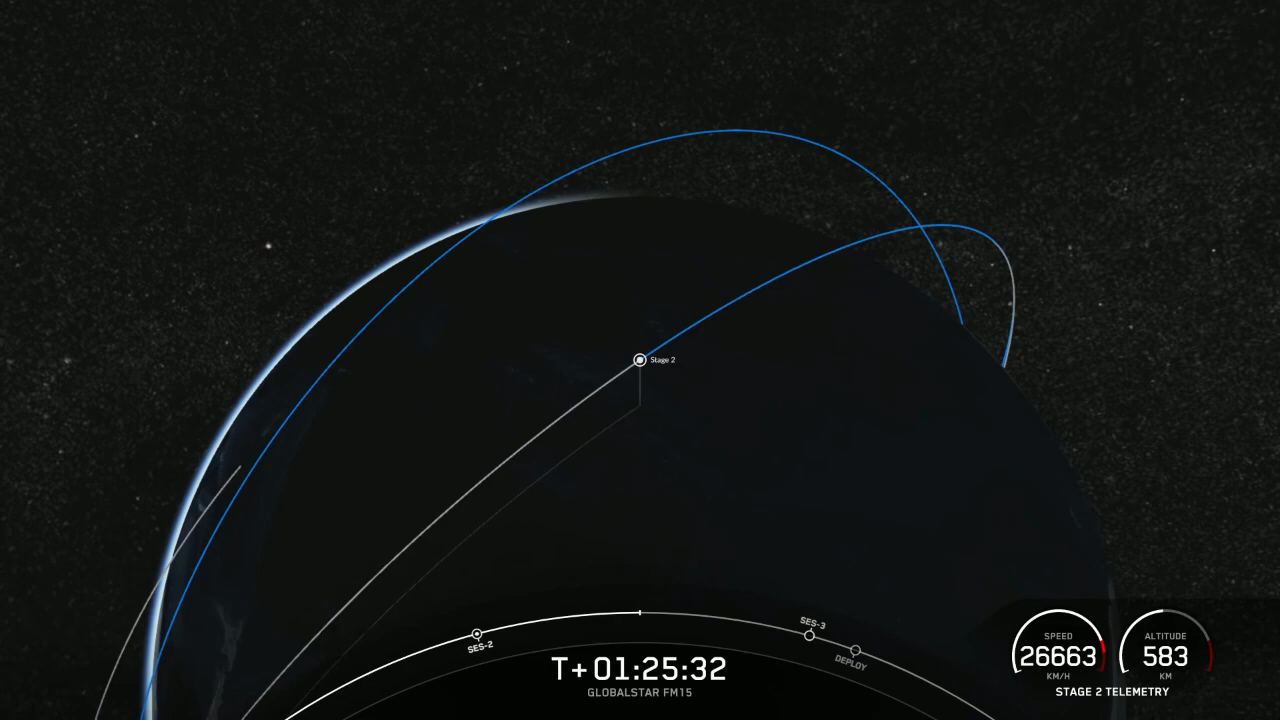 Stage 2
SES-2
SES-3
DEPLOY
T+01:25:32
GLOBALSTAR FM15
SPEED
26663
KM/H
ALTITUDE
583
KM
STAGE 2 TELEMETRY